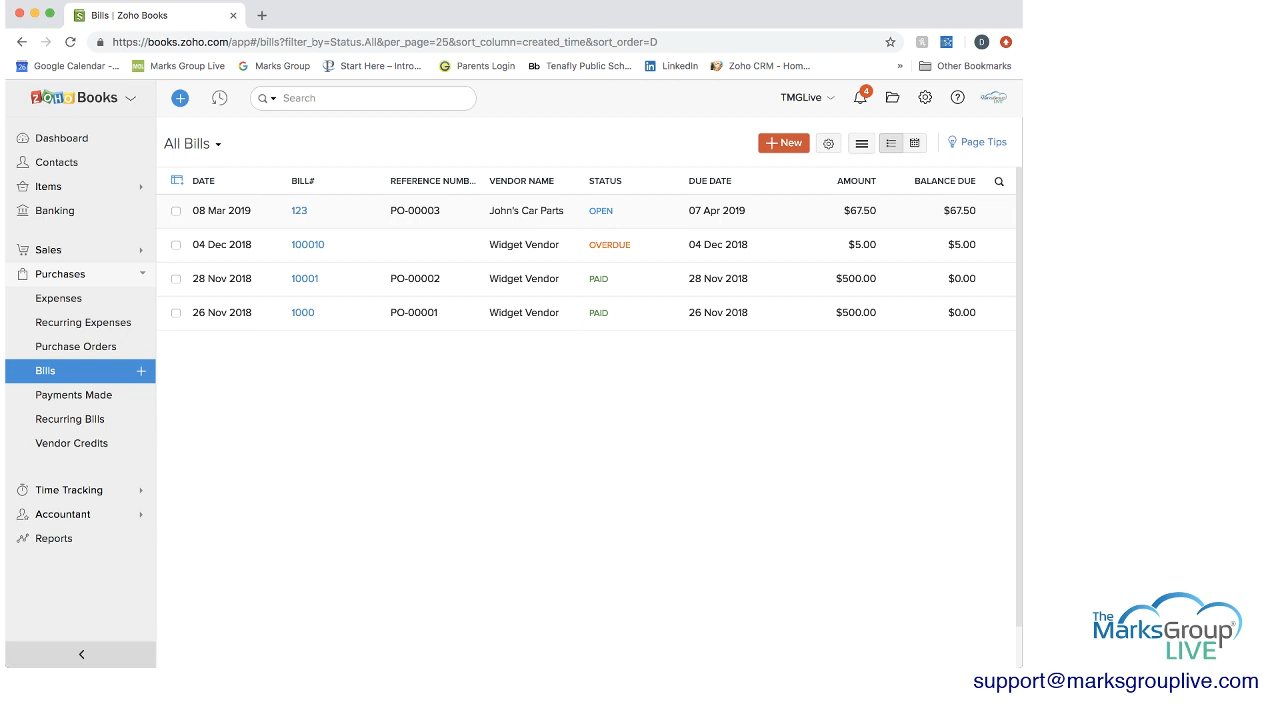 Bills | Zoho Books
https://books.zoho.com/app#/bills?filter_by=Status.All&per_page=25&sort_column=created_time&sort_order=D
D
26 Google Calendar -...
MGL Marks Group Live
Marks Group
Start Here – Intro...
Parents Login
Bb Tenafly Public Sch...
LinkedIn
Zoho CRM - Hom...
»
Other Bookmarks
ZOHO Books
Search
TMGLive
4
Dashboard
Contacts
Items
Banking
Sales
Purchases
Expenses
Recurring Expenses
Purchase Orders
Bills +
Payments Made
Recurring Bills
Vendor Credits
Time Tracking
Accountant
Reports
All Bills
+ New
Page Tips
DATE BILL# REFERENCE NUMB... VENDOR NAME STATUS DUE DATE AMOUNT BALANCE DUE
08 Mar 2019 123 PO-00003 John's Car Parts OPEN 07 Apr 2019 $67.50 $67.50
04 Dec 2018 100010 Widget Vendor OVERDUE 04 Dec 2018 $5.00 $5.00
28 Nov 2018 10001 PO-00002 Widget Vendor PAID 28 Nov 2018 $500.00 $0.00
26 Nov 2018 1000 PO-00001 Widget Vendor PAID 26 Nov 2018 $500.00 $0.00
The
MarksGroup®
LIVE
support@marksgrouplive.com